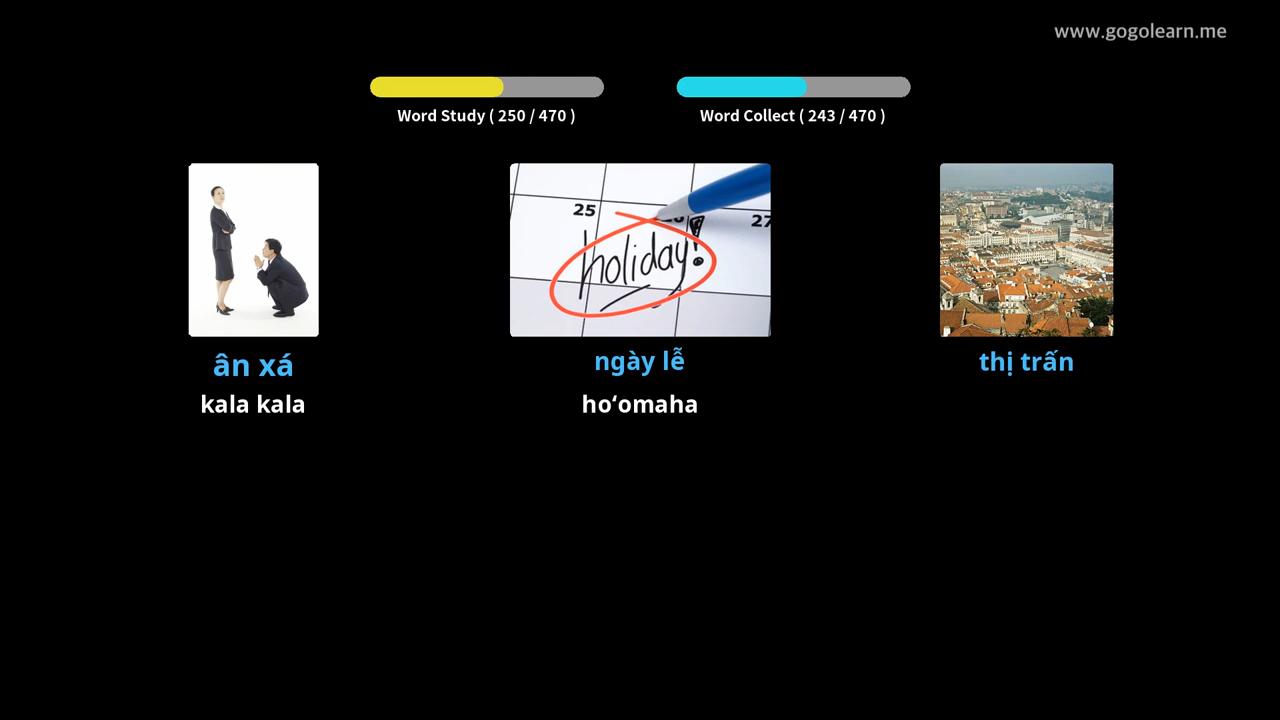 www.gogolearn.me
Word Study ( 250 / 470 )
Word Collect ( 243 / 470 )
25
27
holiday!
ân xá
ngày lễ
thị trấn
kala kala
hoʻomaha